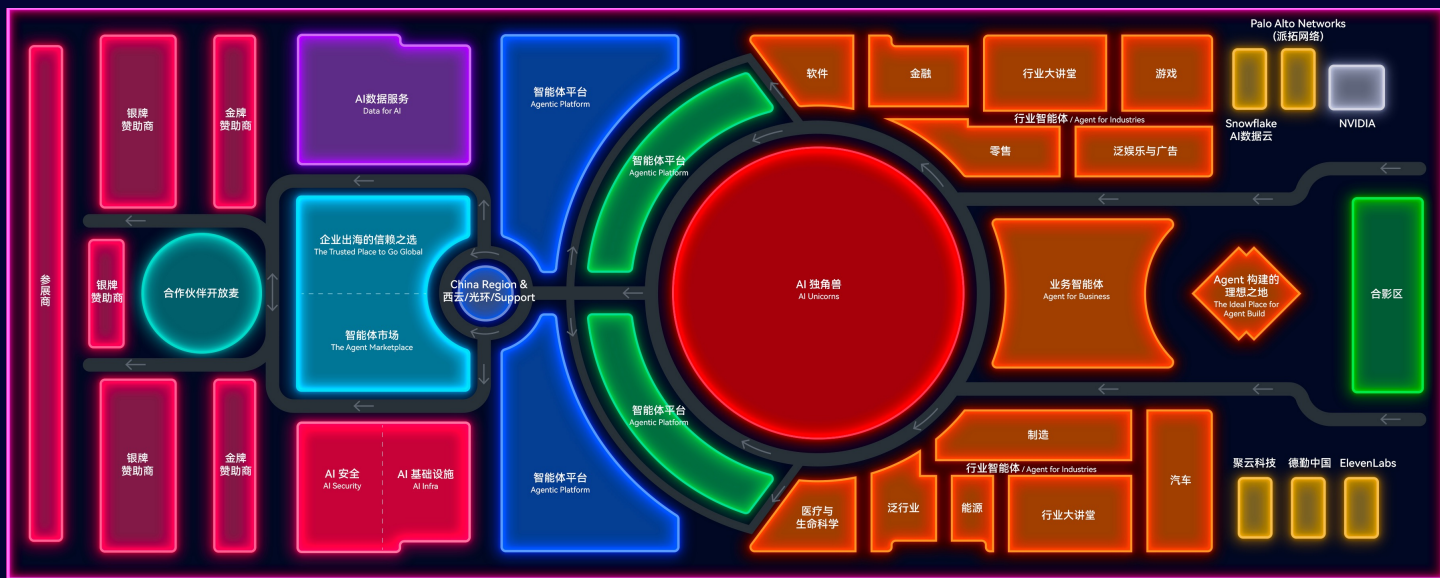 Palo Alto Networks
(派拓网络)
Snowflake
AI数据云
NVIDIA
软件
金融
行业大讲堂
游戏
行业智能体 / Agent for Industries
零售
泛娱乐与广告
智能体平台
Agentic Platform
智能体平台
Agentic Platform
AI数据服务
Data for AI
金牌
赞助商
银牌
赞助商
参展商
银牌
赞助商
合作伙伴开放麦
企业出海的信赖之选
The Trusted Place to Go Global
智能体市场
The Agent Marketplace
China Region &
西云/光环/Support
AI 独角兽
AI Unicorns
业务智能体
Agent for Business
Agent 构建的
理想之地
The Ideal Place for
Agent Build
合影区
银牌
赞助商
金牌
赞助商
AI 安全
AI Security
AI 基础设施
AI Infra
智能体平台
Agentic Platform
智能体平台
Agentic Platform
制造
行业智能体 / Agent for Industries
医疗与
生命科学
泛行业
能源
行业大讲堂
汽车
聚云科技
德勤中国
ElevenLabs